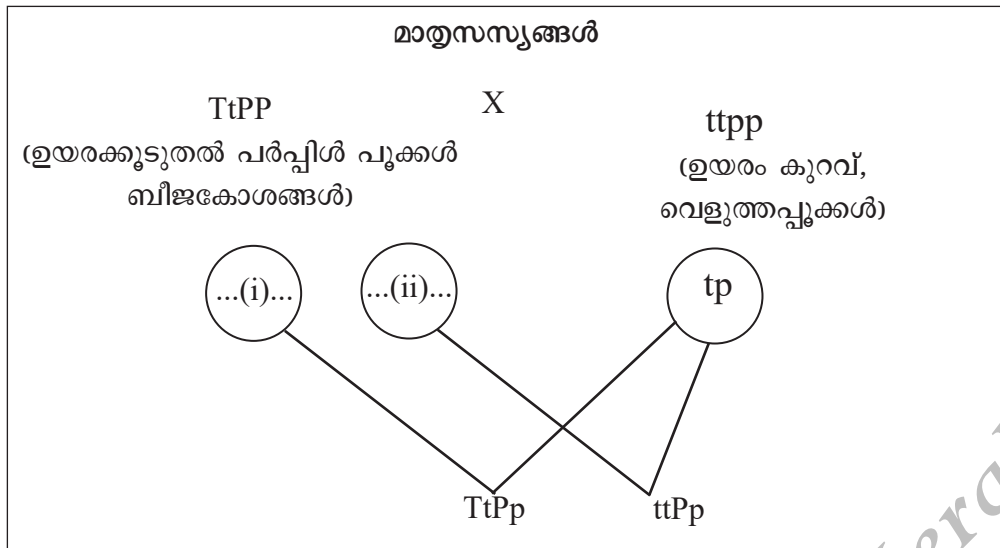 മാതൃസസ്യങ്ങൾ
TtPP X ttpp
(ഉയരക്കൂടുതൽ പർപ്പിൾ പൂക്കൾ
ബീജകോശങ്ങൾ)
(ഉയരം കുറവ്,
വെളുത്തപ്പൂക്കൾ)
...(i)... ...(ii)... tp
TtPp ttPp